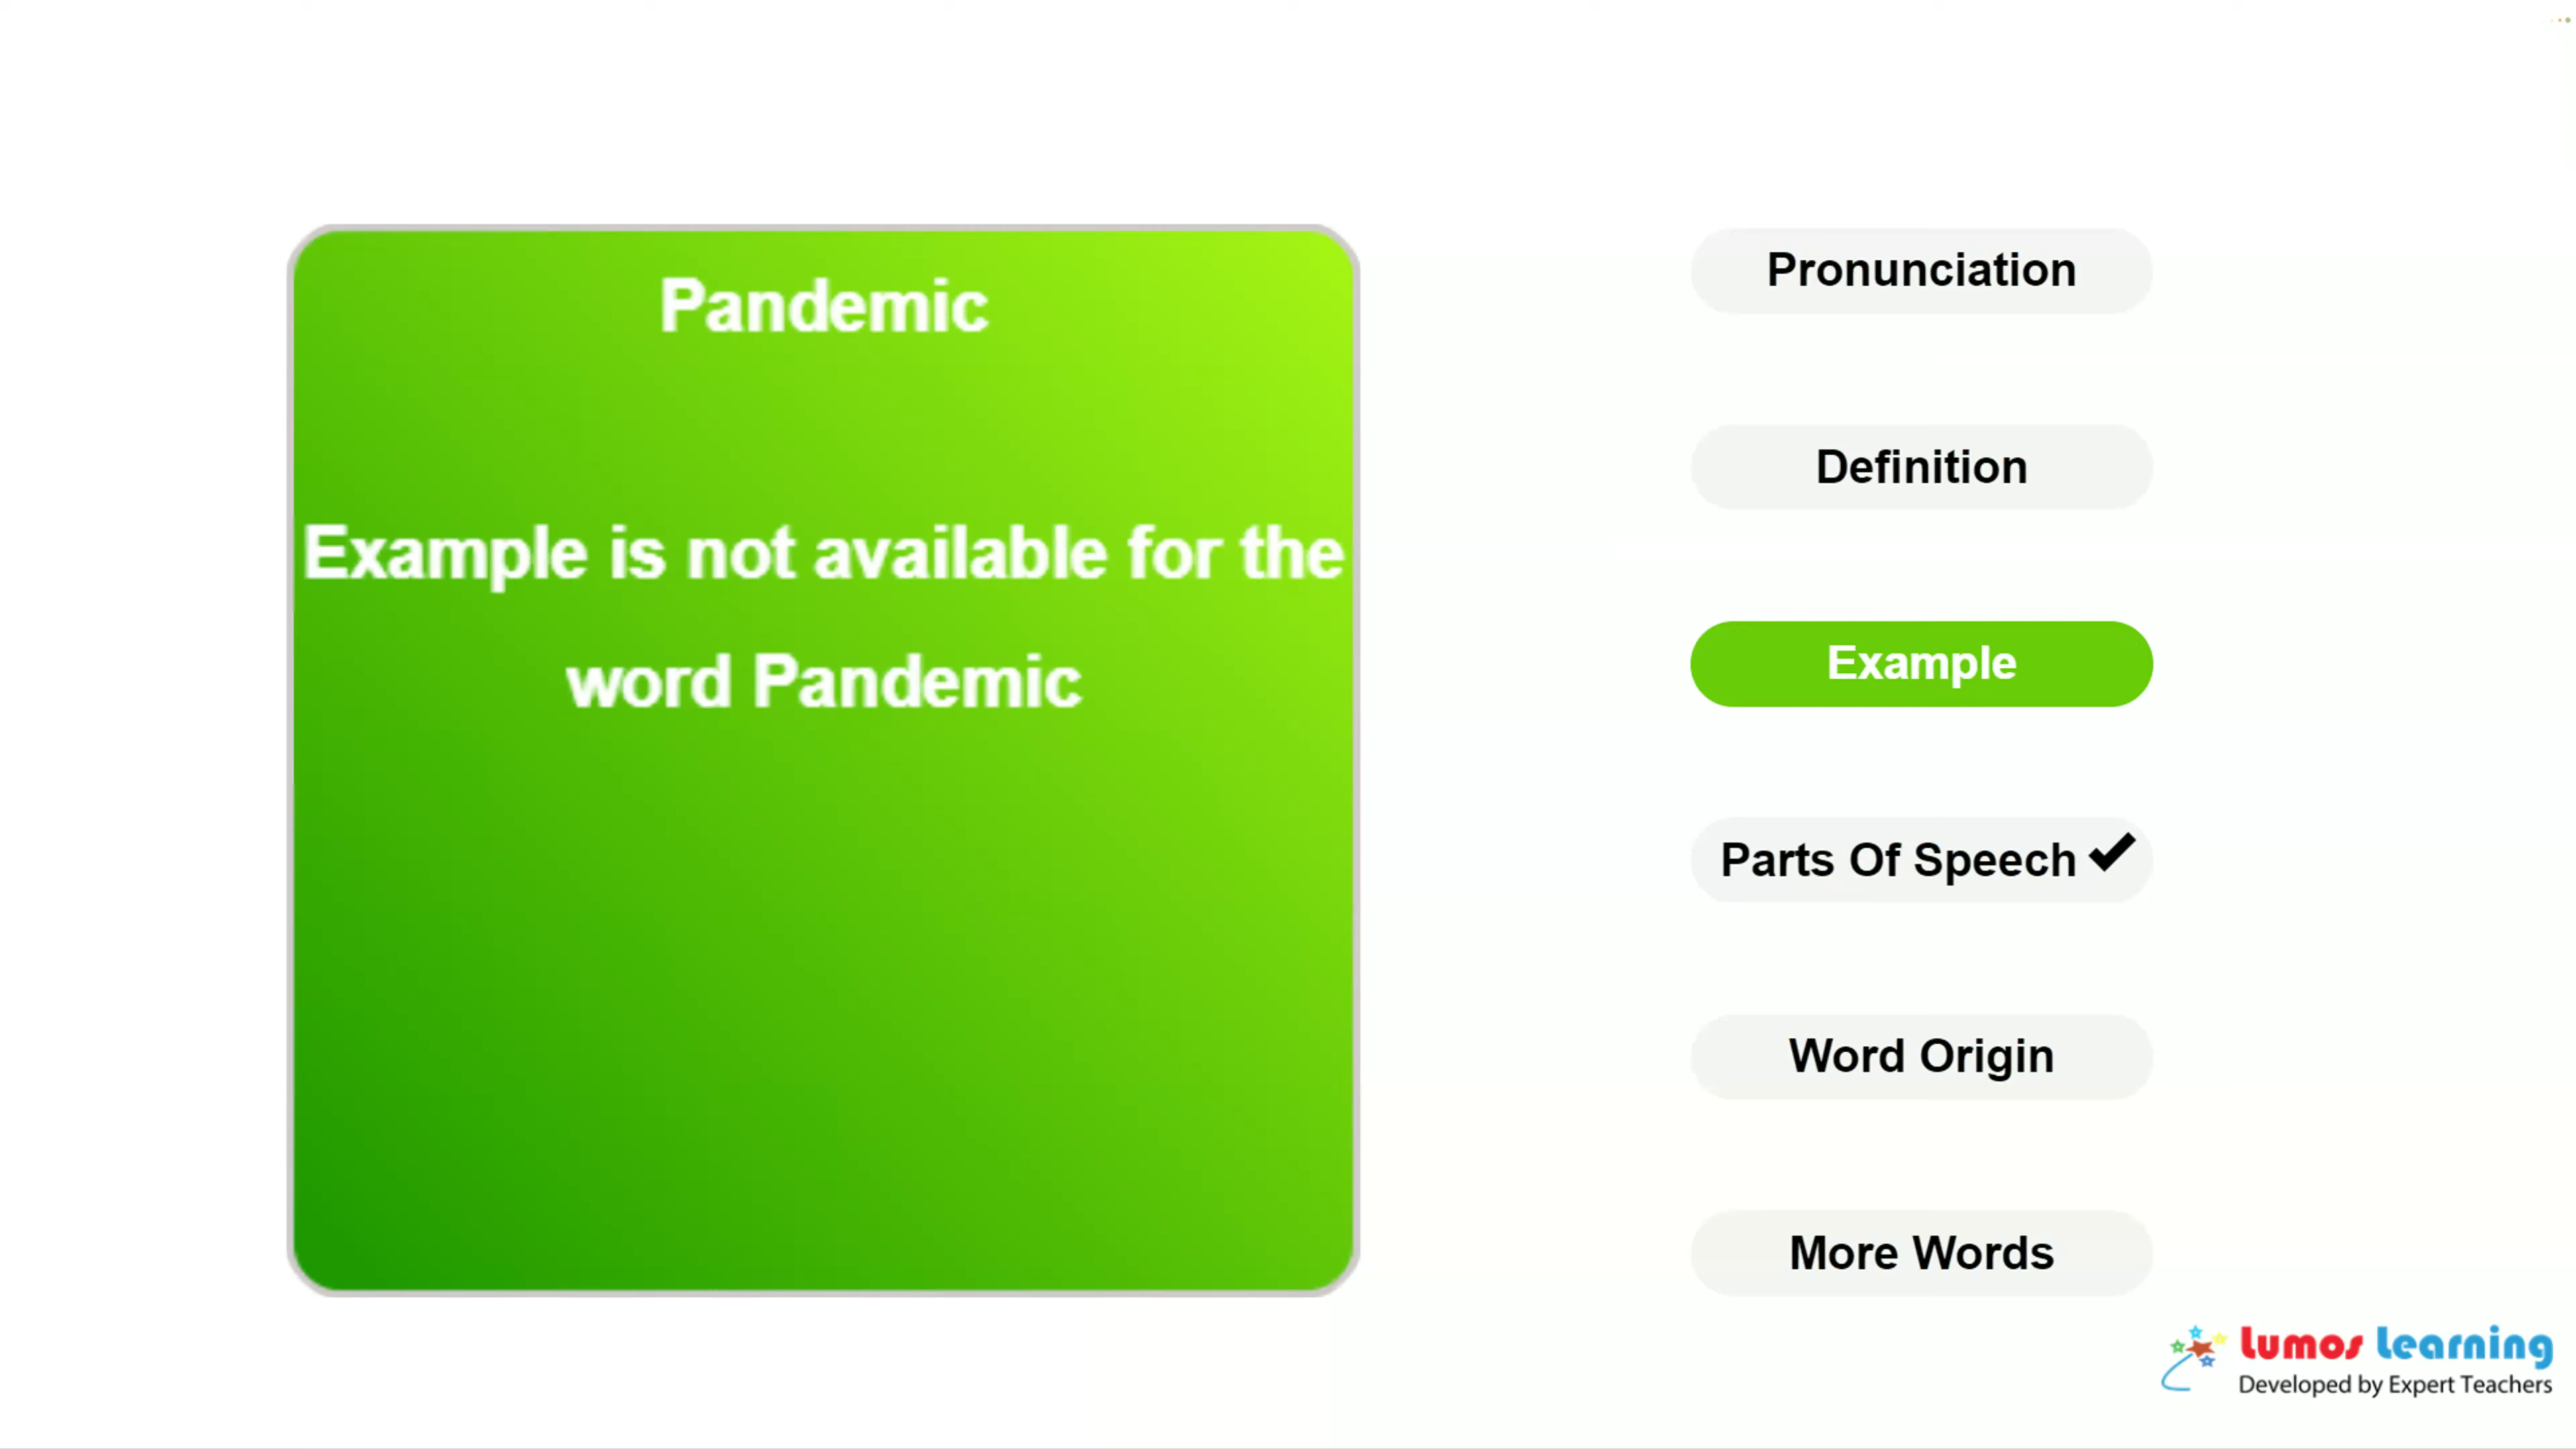 Pandemic
Example is not available for the
word Pandemic
Pronunciation
Definition
Example
Parts Of Speech
Word Origin
More Words
Lumos Learning
Developed by Expert Teachers